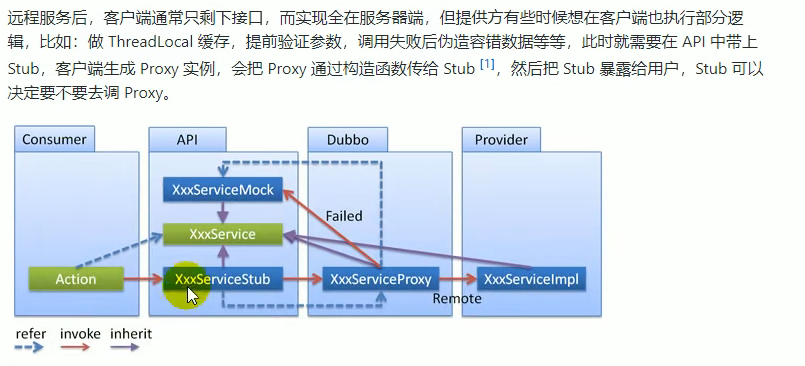 远程服务后，客户端通常只剩下接口，而实现全在服务器端，但提供方有些时候想在客户端也执行部分逻
辑，比如：做 ThreadLocal 缓存，提前验证参数，调用失败后伪造容错数据等等，此时就需要在 API 中带上
Stub，客户端生成 Proxy 实例，会把 Proxy 通过构造函数传给 Stub [1]，然后把 Stub 暴露给用户，Stub 可以
决定要不要去调 Proxy。
Consumer
API
Dubbo
Provider
XxxServiceMock
Failed
XxxService
Action
XxxServiceStub
XxxServiceProxy
XxxServiceImpl
Remote
refer invoke inherit